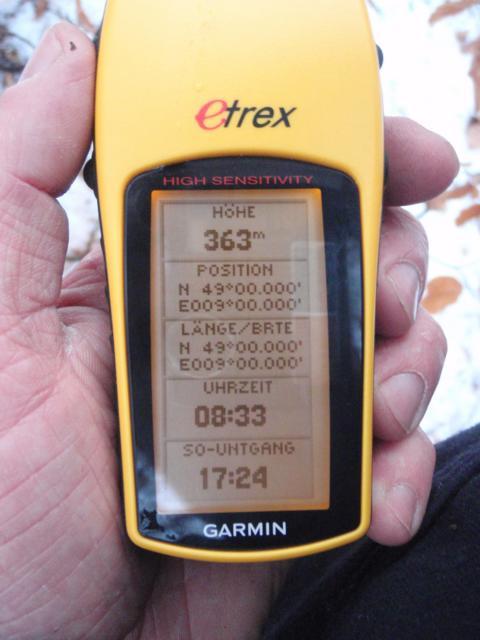 etrex
HIGH SENSITIVITY
HÖHE
363m
POSITION
N 49°00.000'
E009°00.000'
LÄNGE/BRTE
N 49°00.000'
E009°00.000'
UHRZEIT
08:33
SO-UNTGANG
17:24
GARMIN